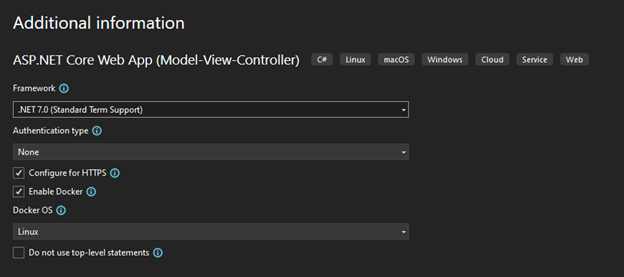 Additional information
ASP.NET Core Web App (Model-View-Controller) C# Linux macOS Windows Cloud Service Web
Framework
.NET 7.0 (Standard Term Support)
Authentication type
None
Configure for HTTPS
Enable Docker
Docker OS
Linux
Do not use top-level statements